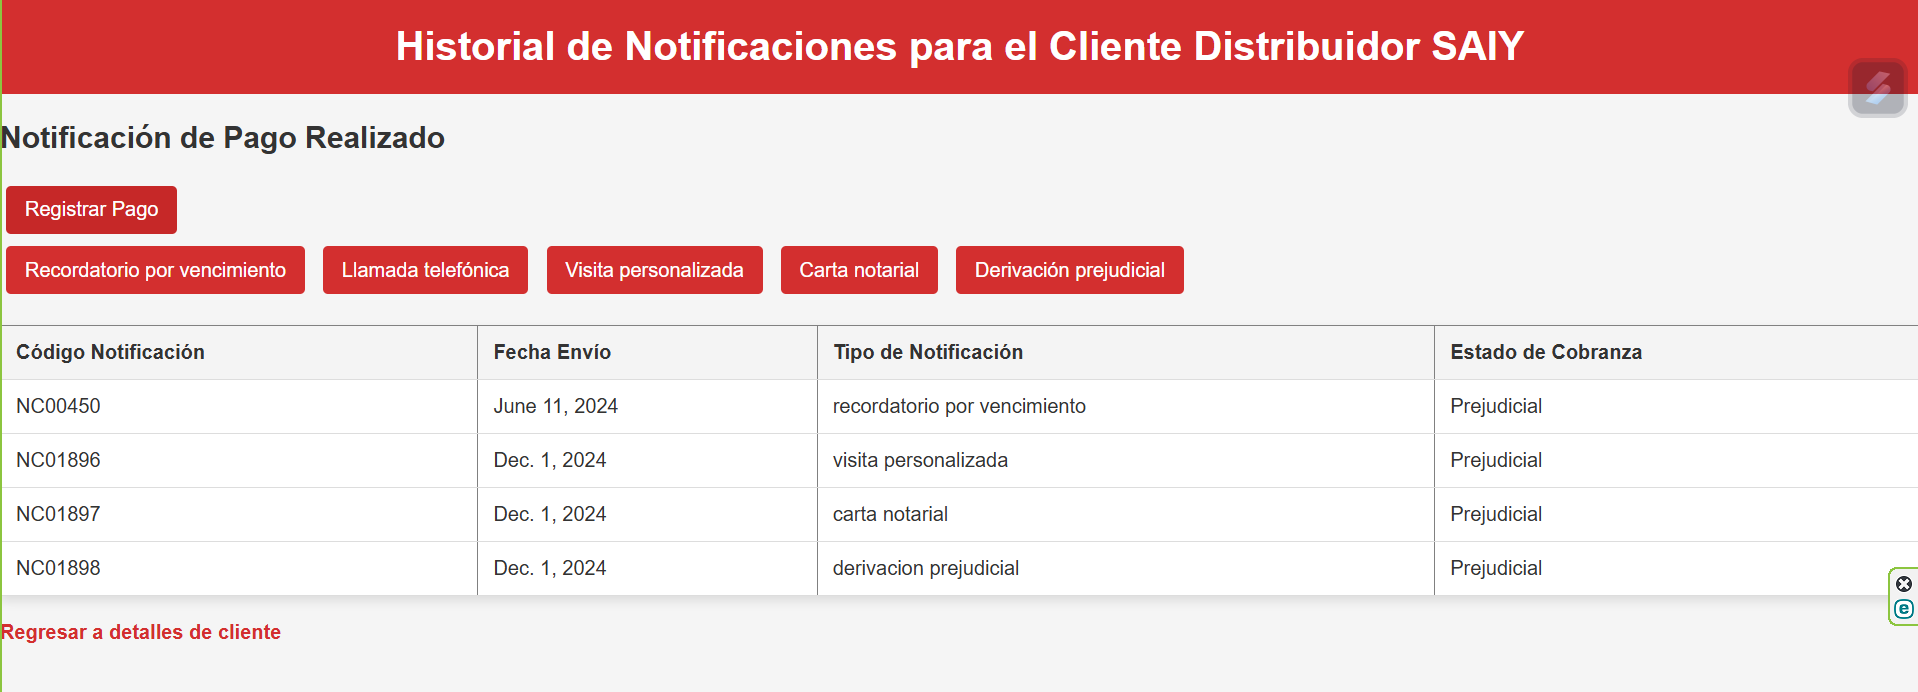 Historial de Notificaciones para el Cliente Distribuidor SAIY
Notificación de Pago Realizado
Registrar Pago
Recordatorio por vencimiento Llamada telefónica Visita personalizada Carta notarial Derivación prejudicial
Código Notificación Fecha Envío Tipo de Notificación Estado de Cobranza
NC00450 June 11, 2024 recordatorio por vencimiento Prejudicial
NC01896 Dec. 1, 2024 visita personalizada Prejudicial
NC01897 Dec. 1, 2024 carta notarial Prejudicial
NC01898 Dec. 1, 2024 derivacion prejudicial Prejudicial
e
Regresar a detalles de cliente